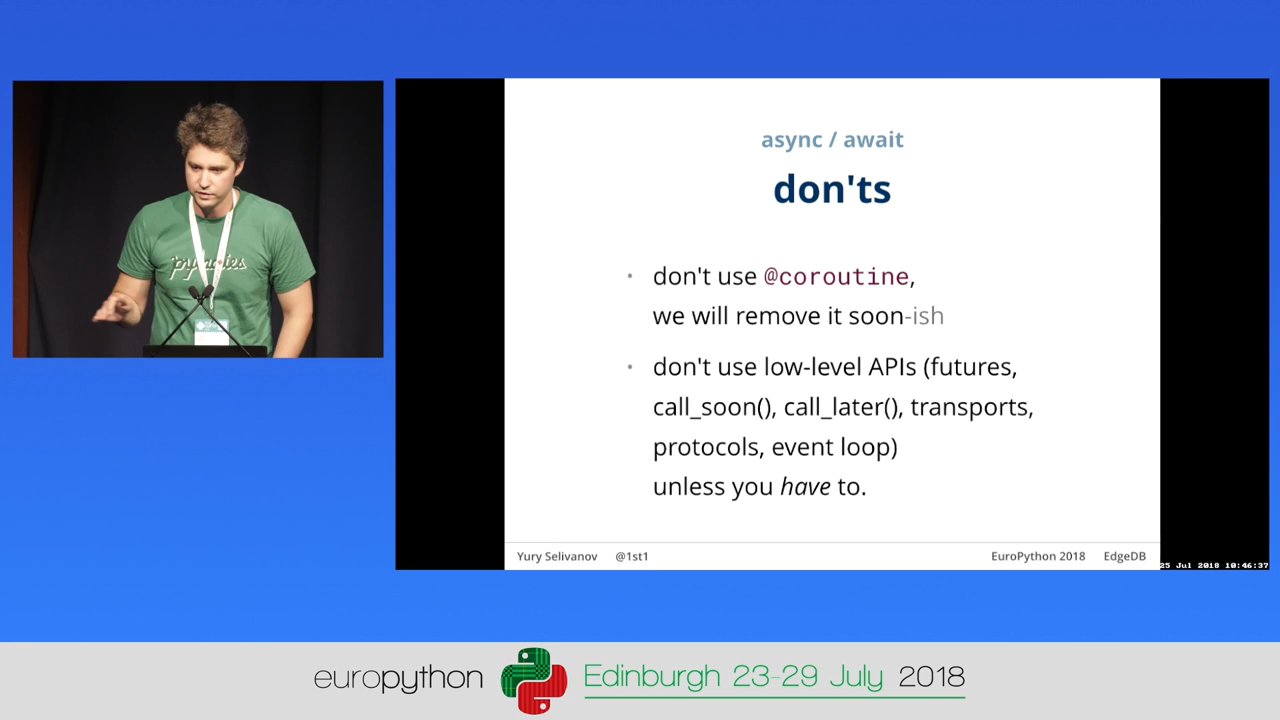 async / await
don'ts
• don't use @coroutine,
we will remove it soon-ish
• don't use low-level APIs (futures,
call_soon(), call_later(), transports,
protocols, event loop)
unless you have to.
Yury Selivanov @1st1 EuroPython 2018 EdgeDB
25 Jul 2018 10:46:37
europython Edinburgh 23-29 July 2018